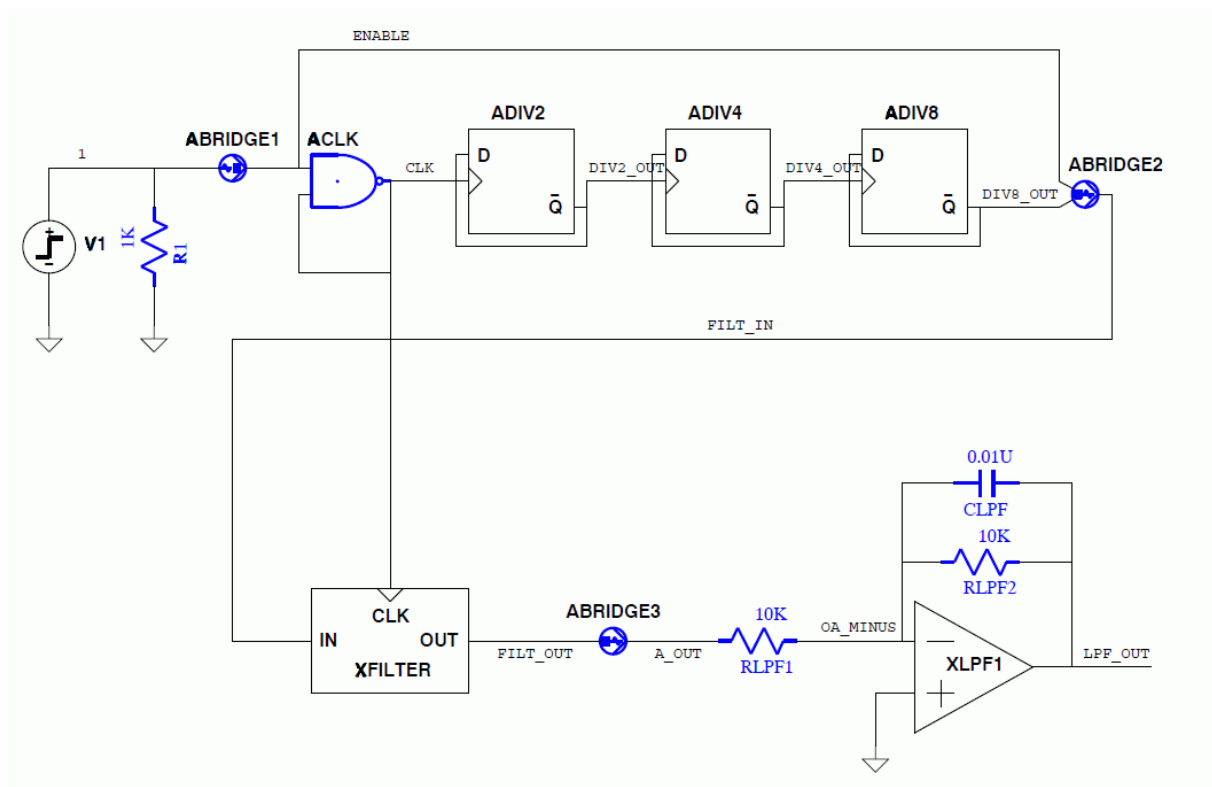 ENABLE
ADIV2
ADIV4
ADIV8
ABRIDGE1
ACLK
ABRIDGE2
1
CLK
D
DIV2_OUT
D
DIV4_OUT
D
DIV8_OUT
Q̅
Q̅
Q̅
V1
1K
R1
FILT_IN
0.01U
CLPF
10K
RLPF2
CLK
IN
OUT
XFILTER
FILT_OUT
ABRIDGE3
A_OUT
10K
RLPF1
OA_MINUS
XLPF1
LPF_OUT